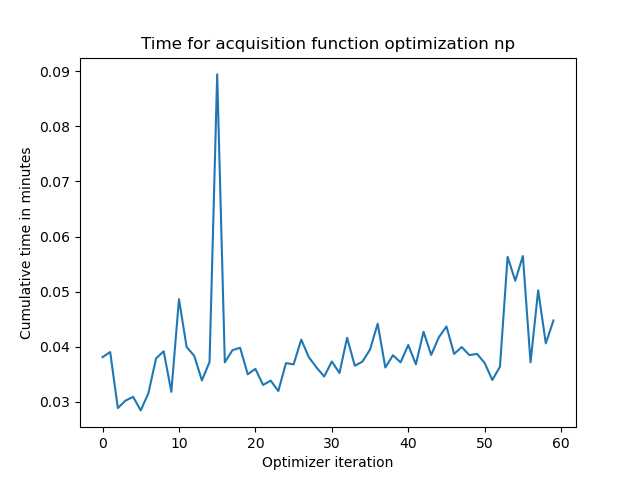 Time for acquisition function optimization np
0.09
0.08
0.07
0.06
0.05
0.04
0.03
Cumulative time in minutes
0 10 20 30 40 50 60
Optimizer iteration